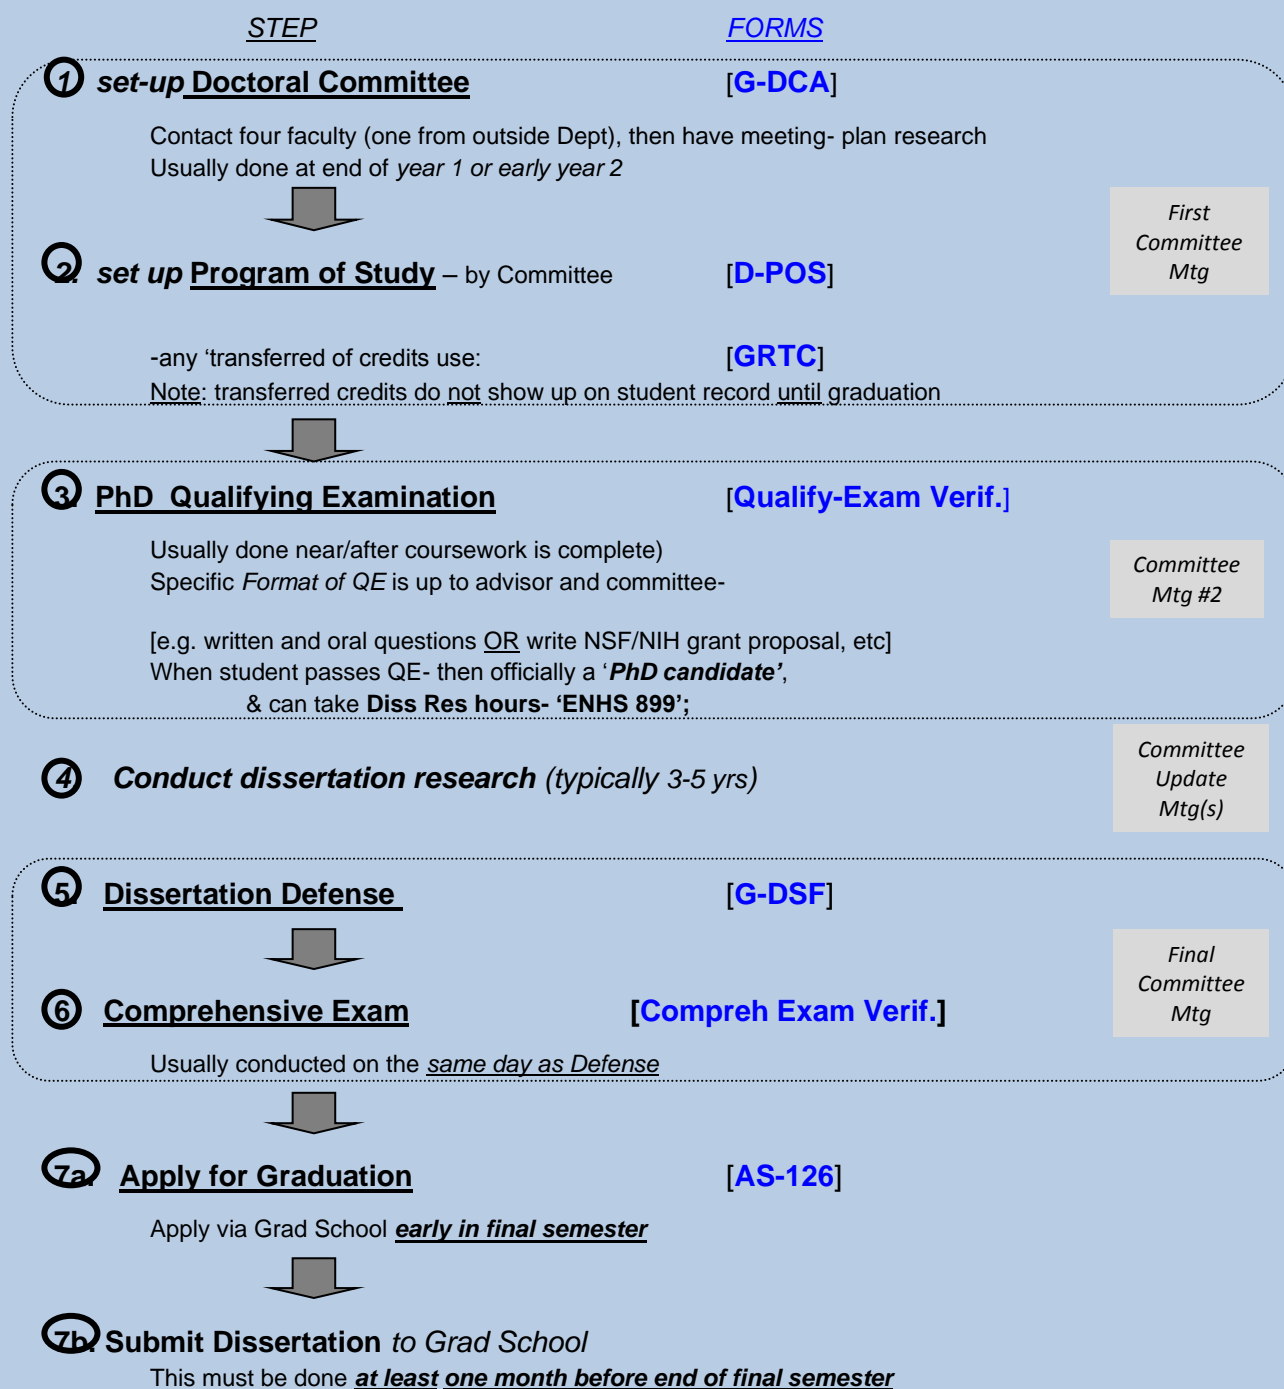 STEP FORMS
1 set-up Doctoral Committee [G-DCA]
Contact four faculty (one from outside Dept), then have meeting- plan research
Usually done at end of year 1 or early year 2
First
Committee
Mtg
2. set up Program of Study – by Committee [D-POS]
-any ‘transferred of credits use: [GRTC]
Note: transferred credits do not show up on student record until graduation
3. PhD Qualifying Examination [Qualify-Exam Verif.]
Usually done near/after coursework is complete)
Specific Format of QE is up to advisor and committee-
Committee
Mtg #2
[e.g. written and oral questions OR write NSF/NIH grant proposal, etc]
When student passes QE- then officially a ‘PhD candidate’,
& can take Diss Res hours- ‘ENHS 899’;
4 Conduct dissertation research (typically 3-5 yrs)
Committee
Update
Mtg(s)
5. Dissertation Defense [G-DSF]
Final
Committee
Mtg
6 Comprehensive Exam [Compreh Exam Verif.]
Usually conducted on the same day as Defense
7a. Apply for Graduation [AS-126]
Apply via Grad School early in final semester
7b. Submit Dissertation to Grad School
This must be done at least one month before end of final semester